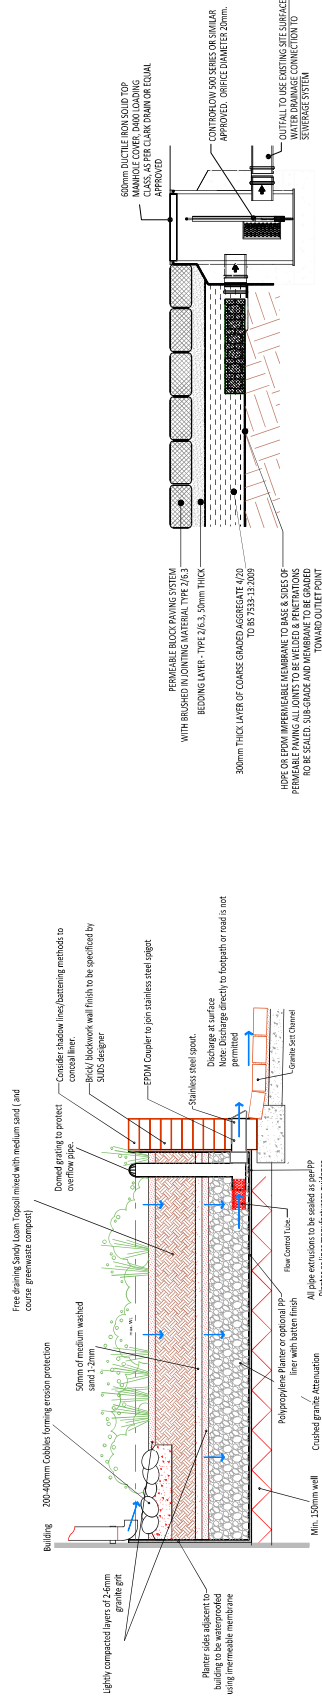 600mm DUCTILE IRON SOLID TOP
MANHOLE COVER, D400 LOADING
CLASS, AS PER CLARK DRAIN OR EQUAL
APPROVED
CONTROFLOW 500 SERIES OR SIMILAR
APPROVED. ORIFICE DIAMETER 20mm.
OUTFALL TO USE EXISTING SITE SURFACE
WATER DRAINAGE CONNECTION TO
SEWERAGE SYSTEM
PERMEABLE BLOCK PAVING SYSTEM
WITH BRUSHED IN JOINTING MATERIAL TYPE 2/6.3
BEDDING LAYER - TYPE 2/6.3, 50mm THICK
300mm THICK LAYER OF COARSE GRADED AGGREGATE 4/20
TO BS 7533-13:2009
HDPE OR EPDM IMPERMEABLE MEMBRANE TO BASE & SIDES OF
PERMEABLE PAVING ALL JOINTS TO BE WELDED & PENETRATIONS
RO BE SEALED. SUB-GRADE AND MEMBRANE TO BE GRADED
TOWARD OUTLET POINT
Free draining Sandy Loam Topsoil mixed with medium sand ( and
course greenwaste compost)
Consider shadow lines/battening methods to
conceal liner.
Domed grating to protect
overflow pipe.
Brick/ blockwork wall finish to be specificed by
SUDS designer
EPDM Coupler to join stainless steel spigot
Stainless steel spout.
Discharge at surface
Note: Discharge directly to footpath or road is not
permitted
Granite Sett Channel
50mm of medium washed
sand 1-2mm
200-400mm Cobbles forming erosion protection
Building
Lightly compacted layers of 2-6mm
granite grit
Planter sides adjacent to
building to be waterproofed
using imermeable membrane
Flow Control Tube.
Polypropylene Planter or optional PP
liner with batten finish
All pipe extrusions to be sealed as perPPP
Crushed granite Attenuation
Min. 150mm well